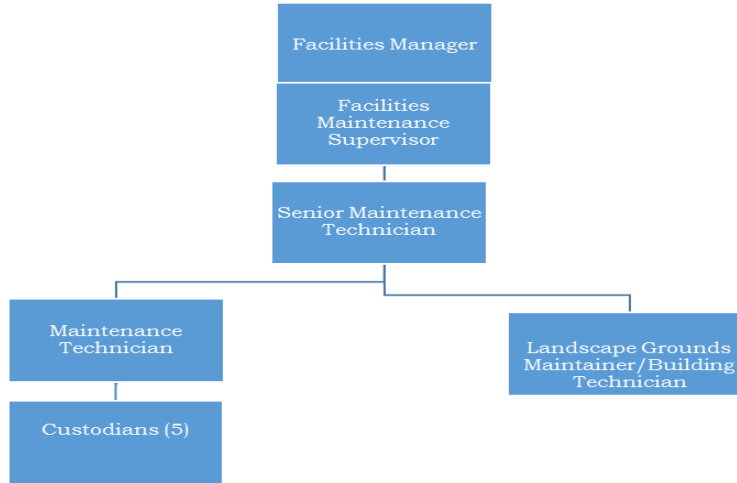 Facilities Manager
Facilities
Maintenance
Supervisor
Senior Maintenance
Technician
Maintenance
Technician
Landscape Grounds
Maintainer/Building
Technician
Custodians (5)